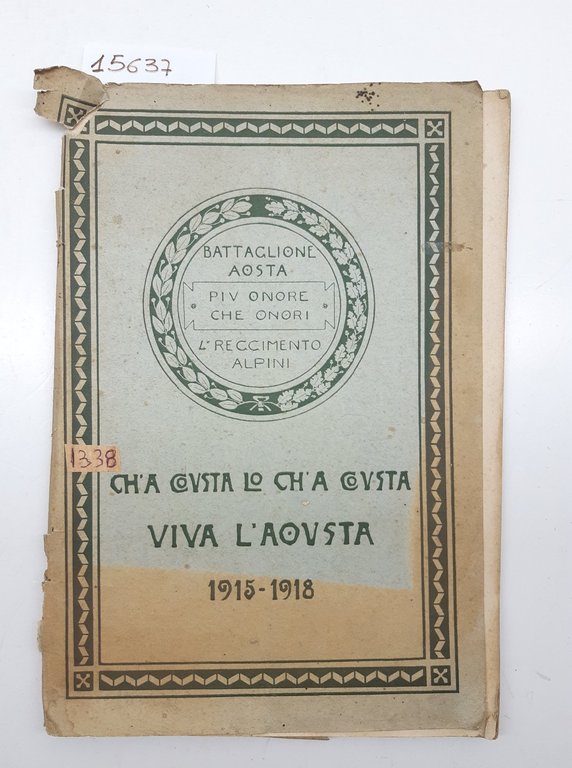 15637
BATTAGLIONE
AOSTA
PIV ONORE
CHE ONORI
4° REGGIMENTO
ALPINI
1338
CH'A COVSTA LO CH'A COVSTA
VIVA L'AOVSTA
1915-1918